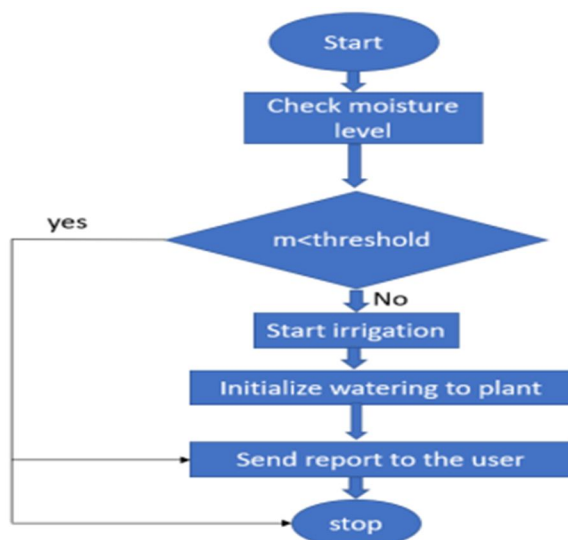 Start
Check moisture
level
yes
m<threshold
No
Start irrigation
Initialize watering to plant
Send report to the user
stop